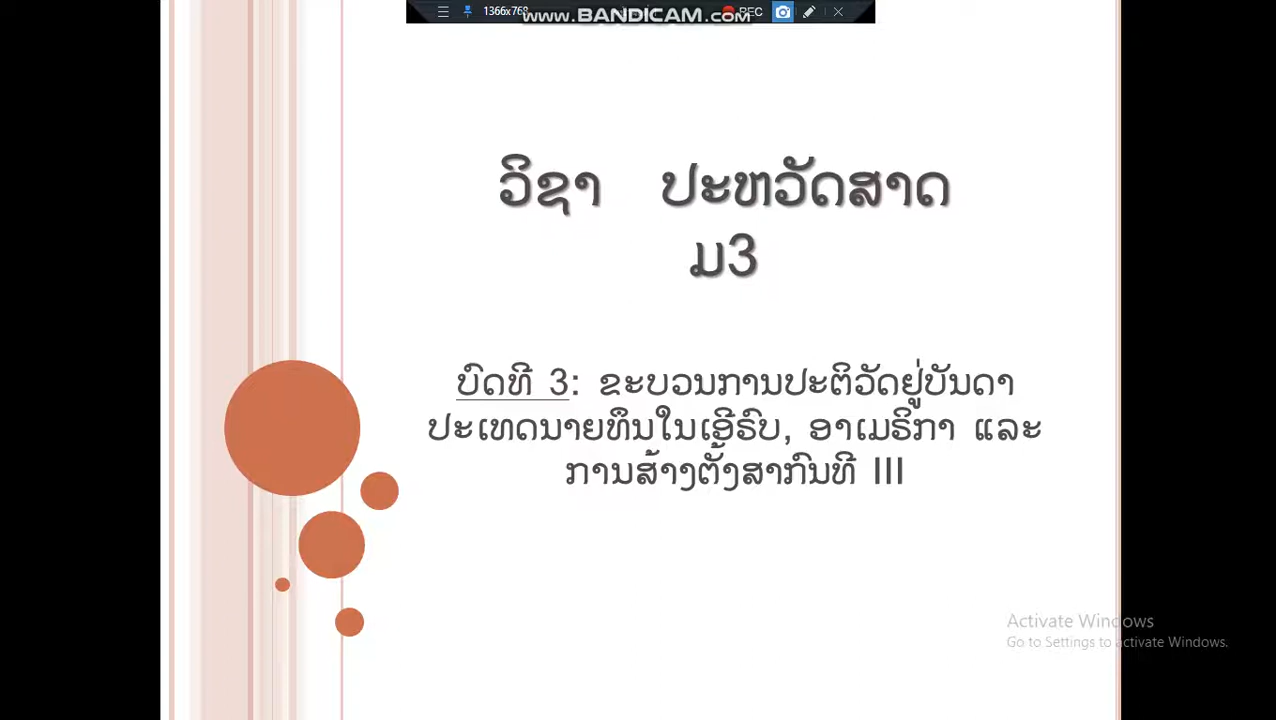 1366x768
www.BANDICAM.com
REC
ວິຊາ ປະຫວັດສາດ
ມ3
ບົດທີ 3: ຂະບວນການປະຕິວັດຢູ່ບັນດາ
ປະເທດນາຍທຶນໃນເອີຣົບ, ອາເມຣິກາ ແລະ
ການສ້າງຕັ້ງສາກົນທີ III
Activate Windows
Go to Settings to activate Windows.